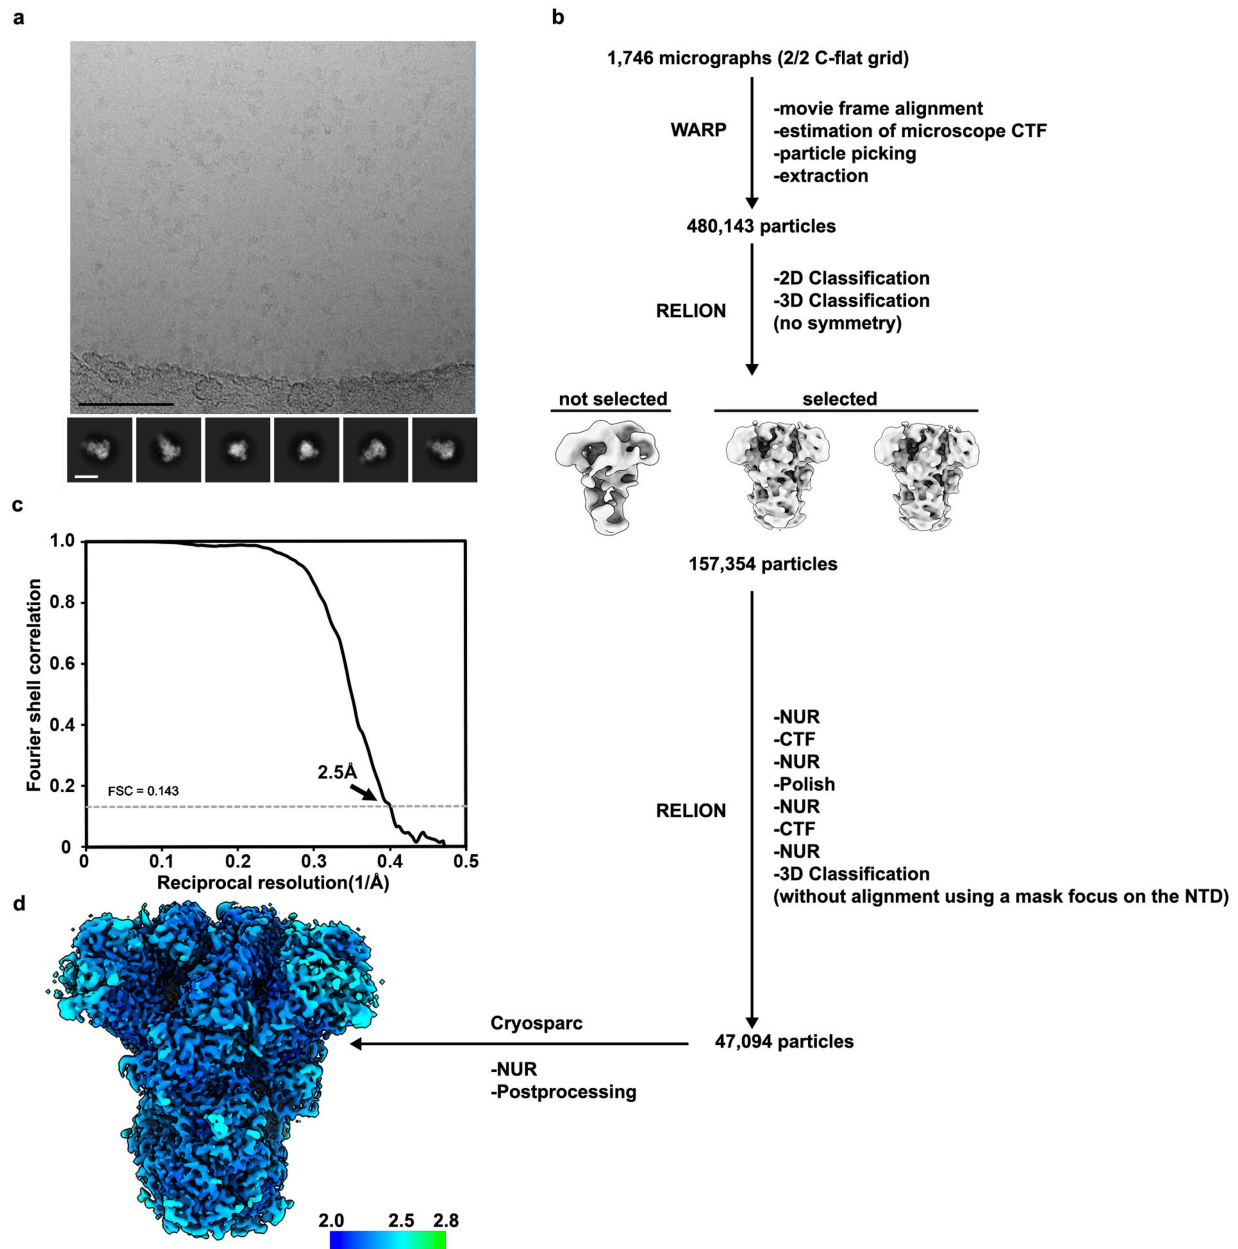 a
b
1,746 micrographs (2/2 C-flat grid)
WARP
-movie frame alignment
-estimation of microscope CTF
-particle picking
-extraction
480,143 particles
RELION
-2D Classification
-3D Classification
(no symmetry)
not selected
selected
157,354 particles
RELION
-NUR
-CTF
-NUR
-Polish
-NUR
-CTF
-NUR
-3D Classification
(without alignment using a mask focus on the NTD)
47,094 particles
Cryosparc
-NUR
-Postprocessing
c
Fourier shell correlation
1.0
0.8
0.6
0.4
0.2
0
2.5Å
FSC = 0.143
0 0.1 0.2 0.3 0.4 0.5
Reciprocal resolution(1/Å)
d
2.0 2.5 2.8